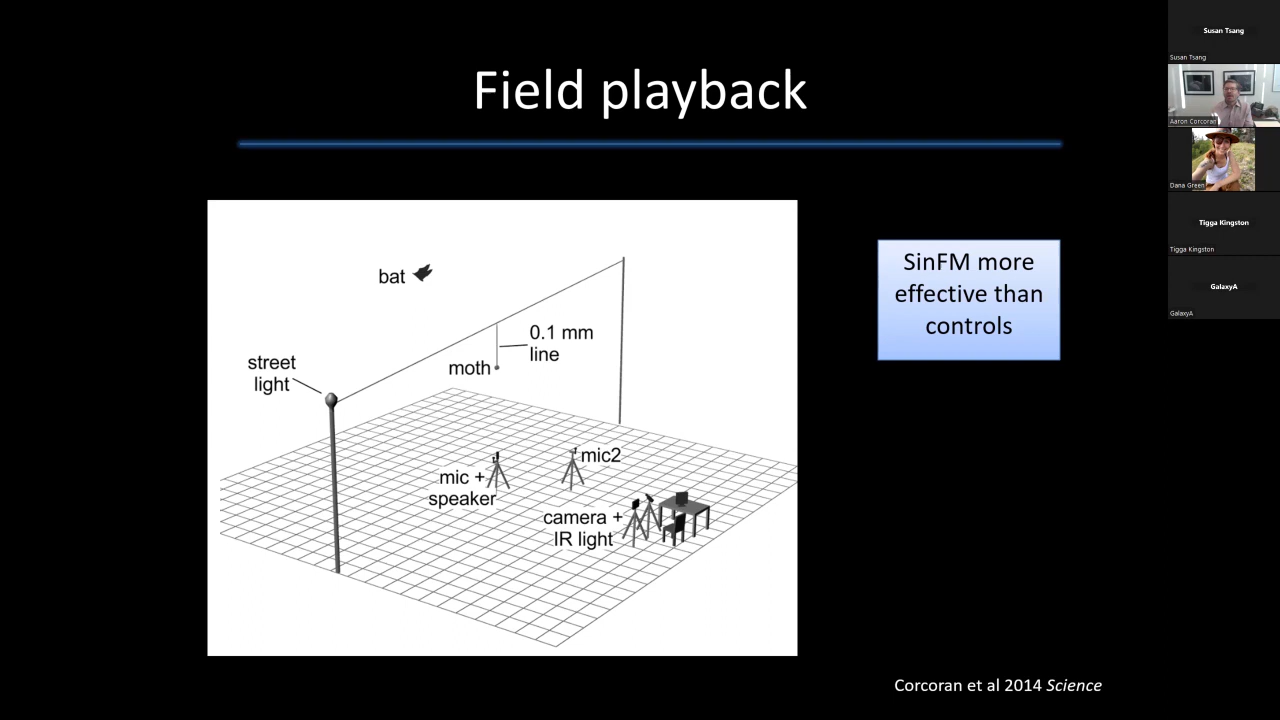 Field playback
bat
0.1 mm
line
street
light
moth
mic2
mic +
speaker
camera +
IR light
SinFM more
effective than
controls
Corcoran et al 2014 Science
Susan Tsang
Susan Tsang
Aaron Corcoran
Dana Green
Tigga Kingston
Tigga Kingston
GalaxyA
GalaxyA